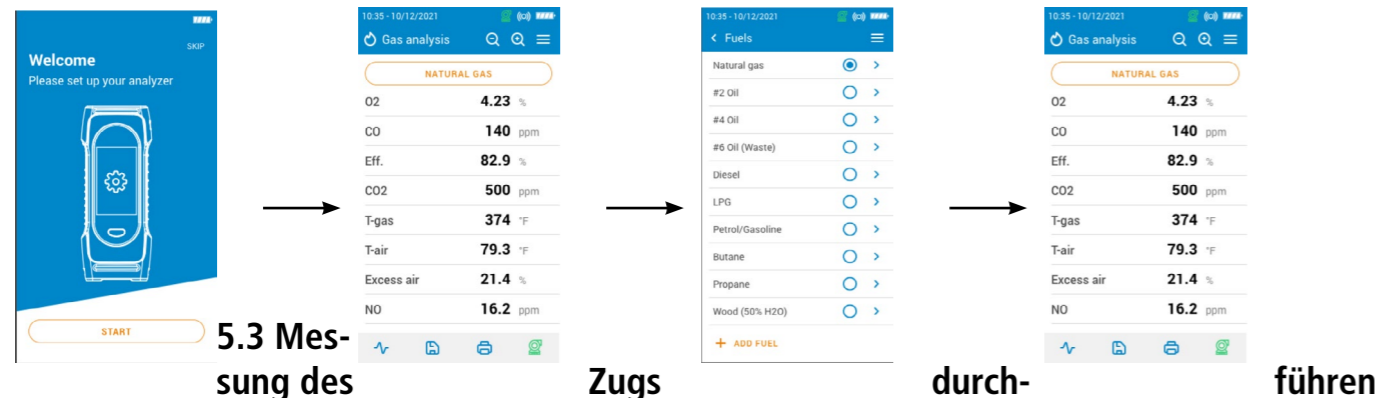 SKIP
Welcome
Please set up your analyzer
START
10:35 - 10/12/2021
Gas analysis
NATURAL GAS
O2 4.23 %
CO 140 ppm
Eff. 82.9 %
CO2 500 ppm
T-gas 374 °F
T-air 79.3 °F
Excess air 21.4 %
NO 16.2 ppm
10:35 - 10/12/2021
Fuels
Natural gas
#2 Oil
#4 Oil
#6 Oil (Waste)
Diesel
LPG
Petrol/Gasoline
Butane
Propane
Wood (50% H2O)
+ ADD FUEL
10:35 - 10/12/2021
Gas analysis
NATURAL GAS
O2 4.23 %
CO 140 ppm
Eff. 82.9 %
CO2 500 ppm
T-gas 374 °F
T-air 79.3 °F
Excess air 21.4 %
NO 16.2 ppm
5.3 Mes-
sung des Zugs durch- führen